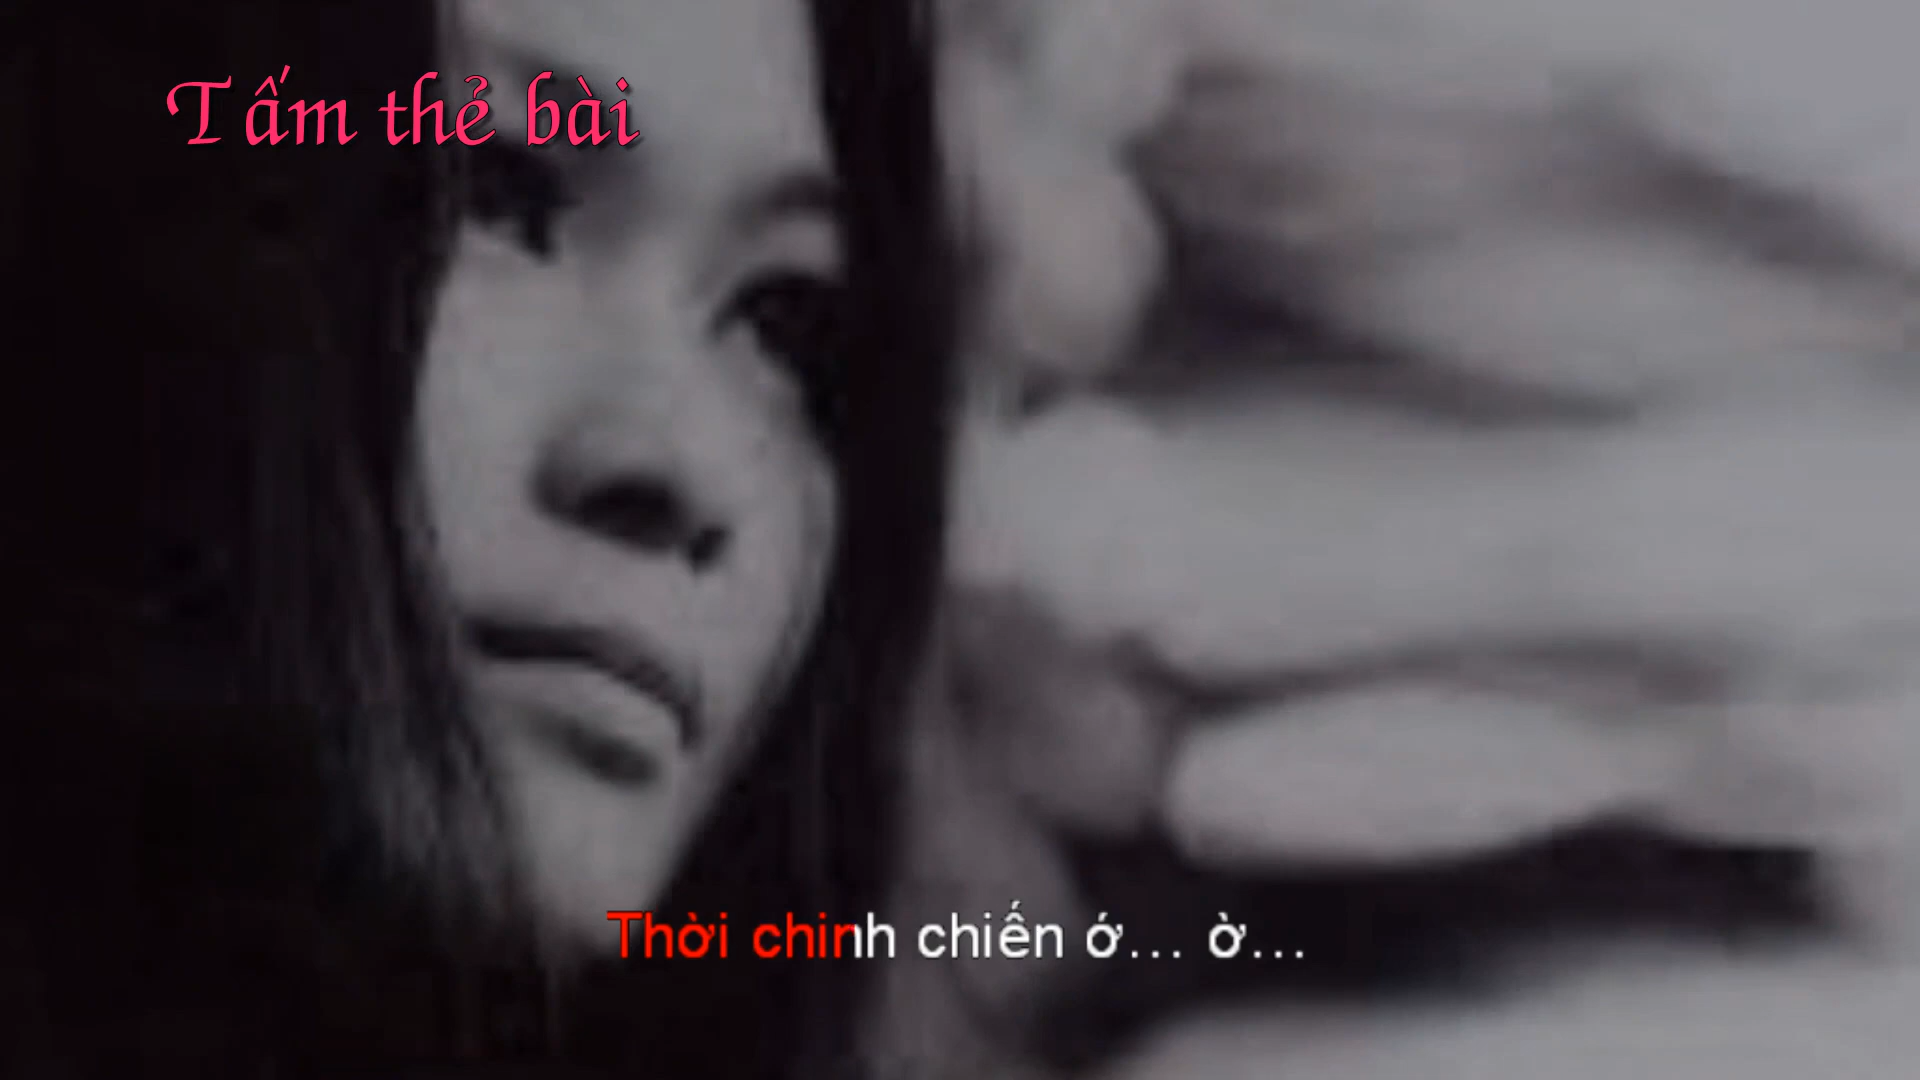 Tấm thẻ bài
Thời chinh chiến ớ... ờ...